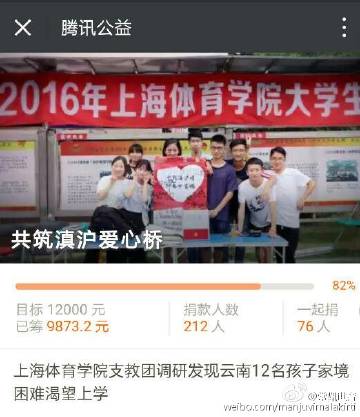 腾讯公益
2016年上海体育学院大学生
共筑滇沪爱心桥
82%
目标 12000 元
捐款人数
一起捐
已筹 9873.2 元
212 人
76 人
上海体育学院支教团调研发现云南12名孩子家境
困难渴望上学
weibo.com/manjuvimalakirti